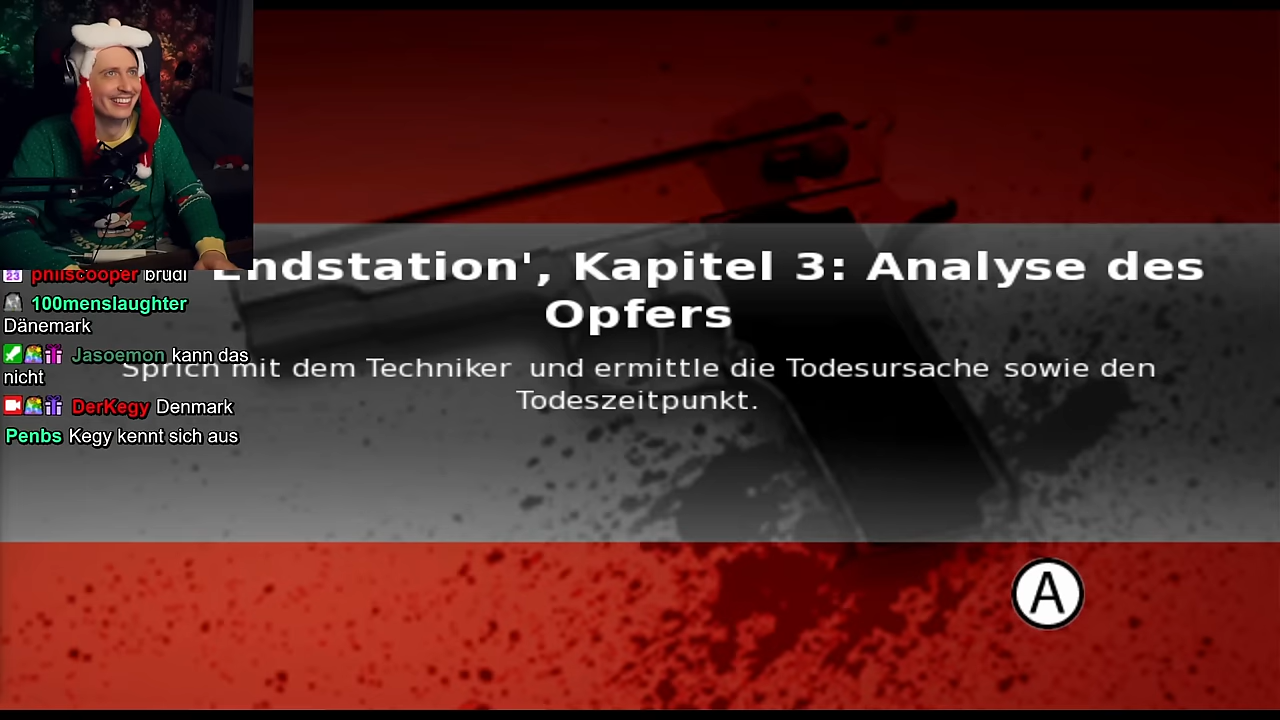 Endstation', Kapitel 3: Analyse des
Opfers
Sprich mit dem Techniker und ermittle die Todesursache sowie den
Todeszeitpunkt.
23 philscooper brudi
100menslaughter
Dänemark
Jasoemon kann das
nicht
DerKegy Denmark
Penbs Kegy kennt sich aus
A